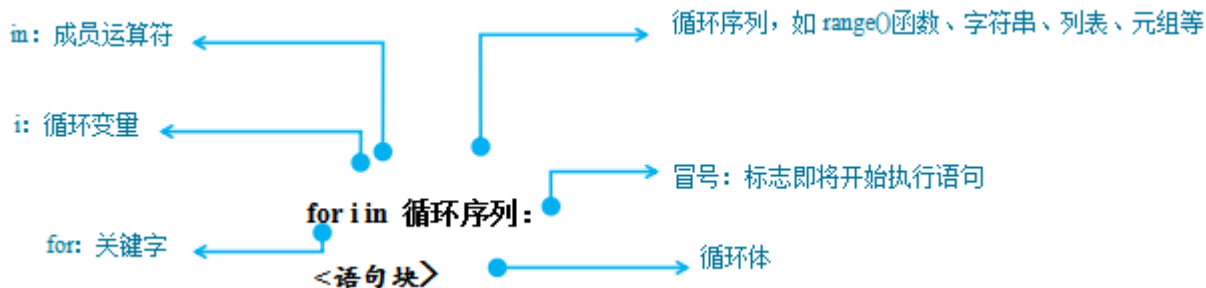 in：成员运算符
循环序列，如 range()函数、字符串、列表、元组等
i：循环变量
冒号：标志即将开始执行语句
for i in 循环序列：
for: 关键字
循环体
<语句块>